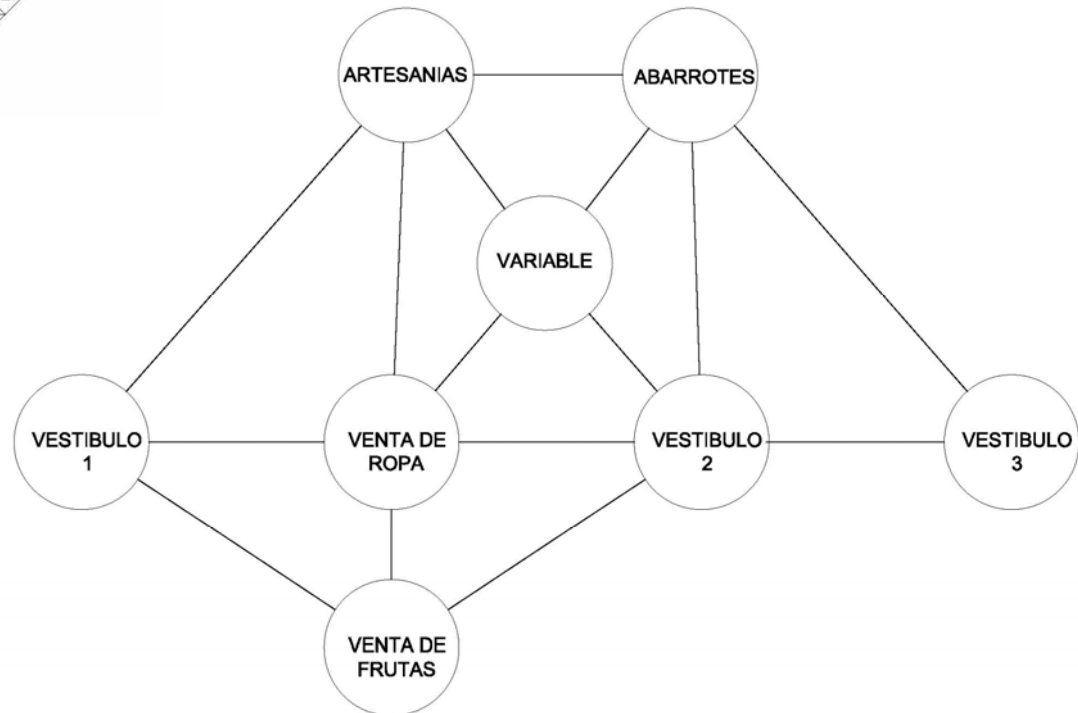 ARTESANIAS
ABARROTES
VARIABLE
VESTIBULO
1
VENTA DE
ROPA
VESTIBULO
2
VESTIBULO
3
VENTA DE
FRUTAS